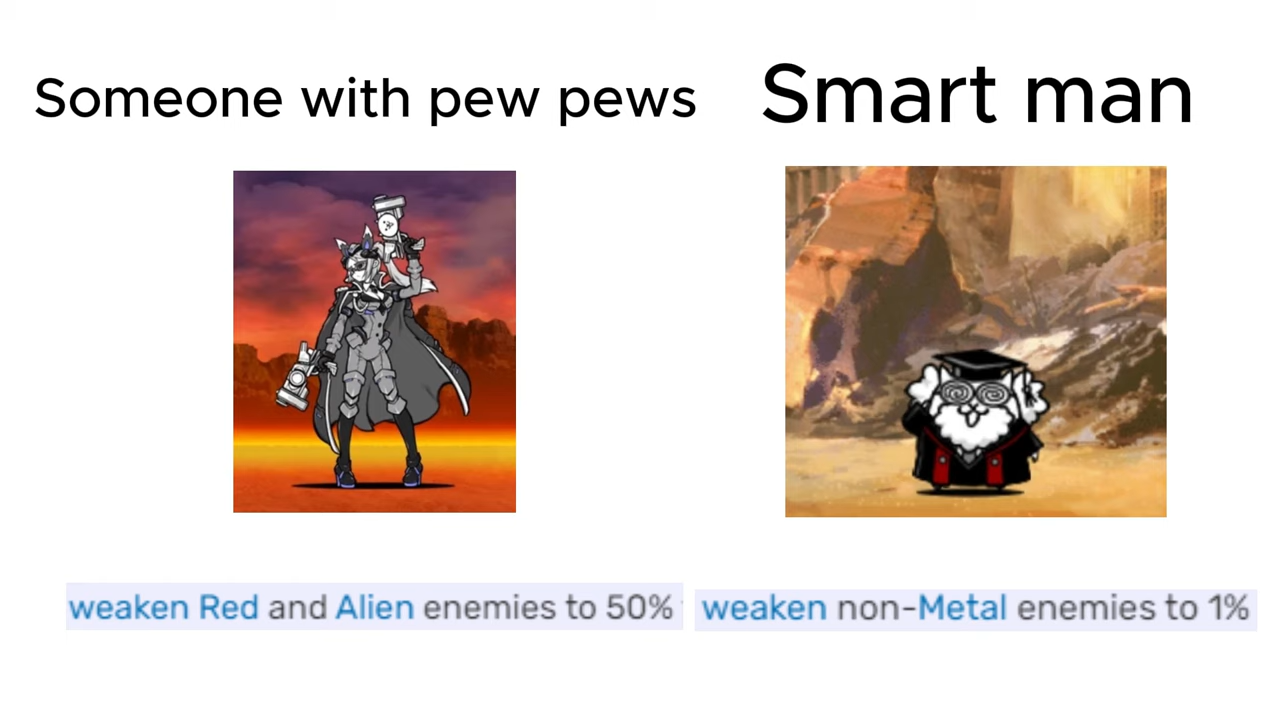 Someone with pew pews
Smart man
weaken Red and Alien enemies to 50%
weaken non-Metal enemies to 1%